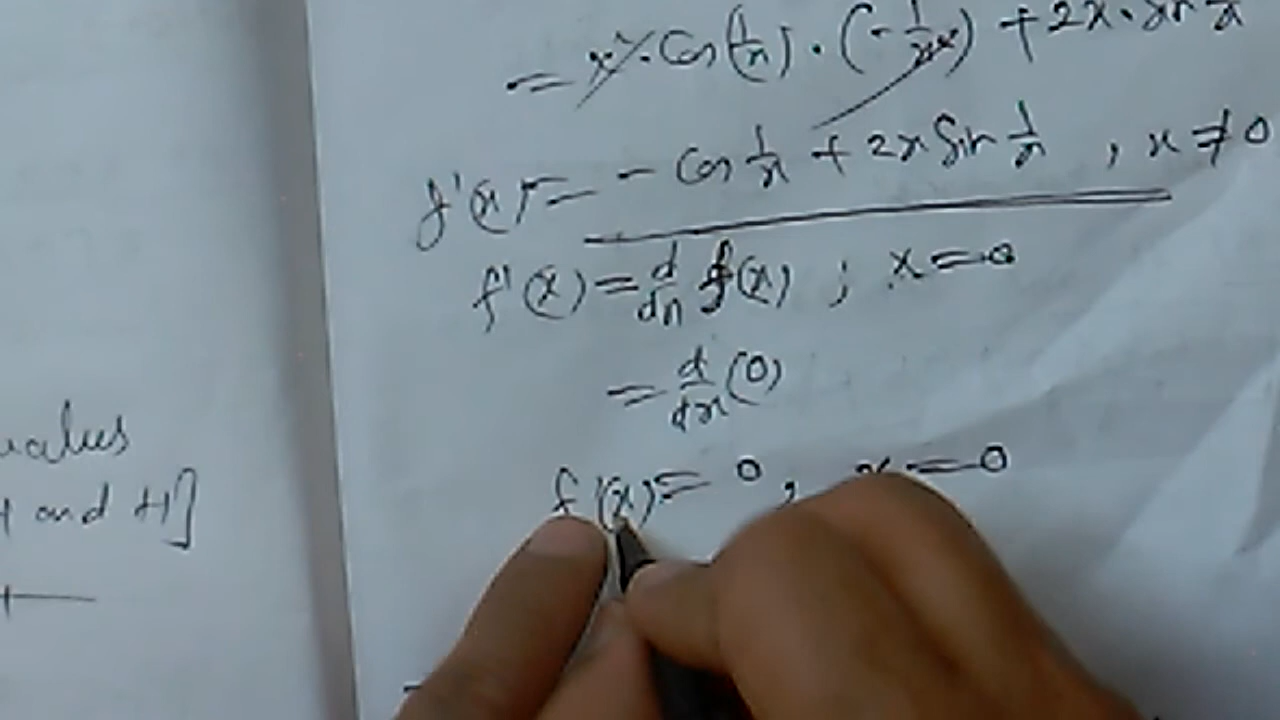 = x². Cos(1/x) · (-1/x²) + 2x · Sin 1/x
f'(x) = - Cos 1/x + 2x Sin 1/x , x ≠ 0
f'(x) = d/dx f(x) ; x = 0
= d/dx (0)
f'(x) = 0 , x = 0
values
and +1]